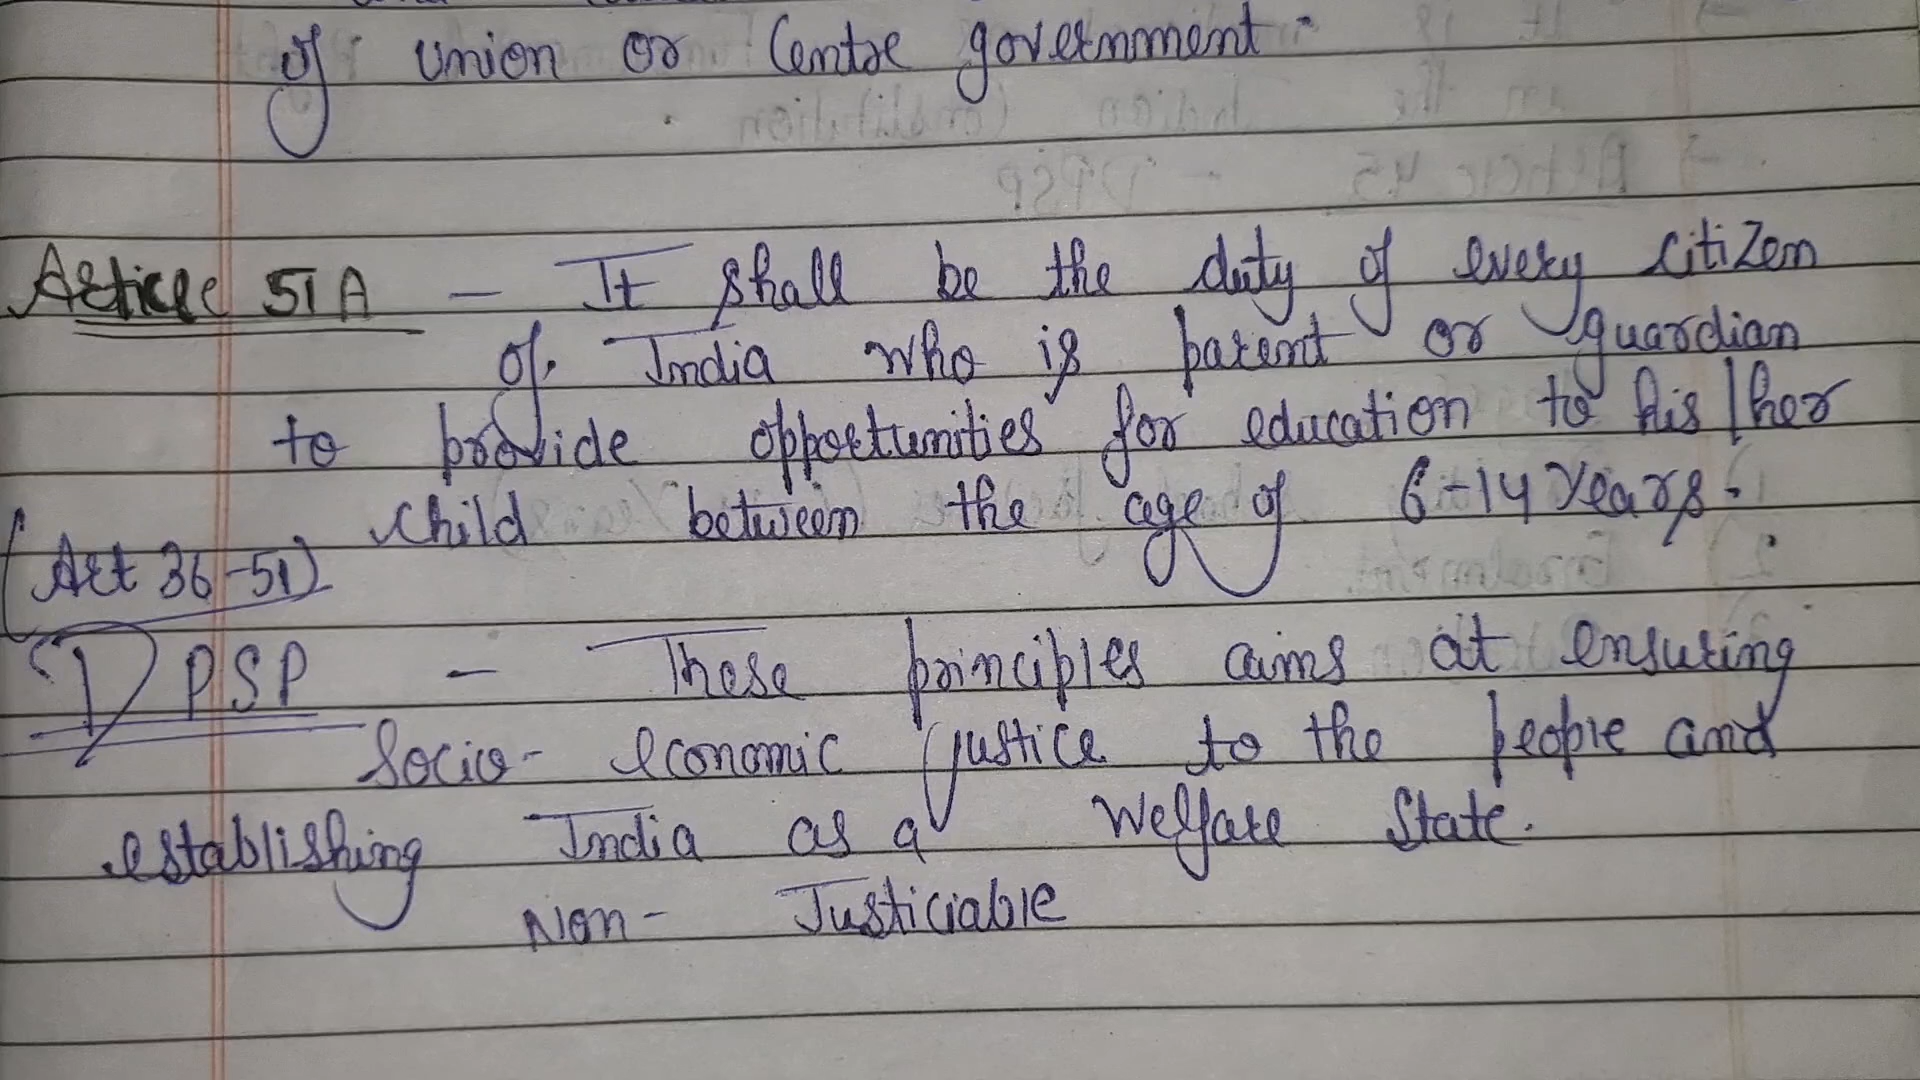 of union or Centre government
Article 51A - It shall be the duty of every citizen
of India who is parent or guardian
to provide opportunities for education to his/her
child between the age of 6-14 years.
(Art 36-51)
DPSP - These principles aims at ensuring
Socio-economic justice to the people and
establishing India as a Welfare State.
Non-Justiciable